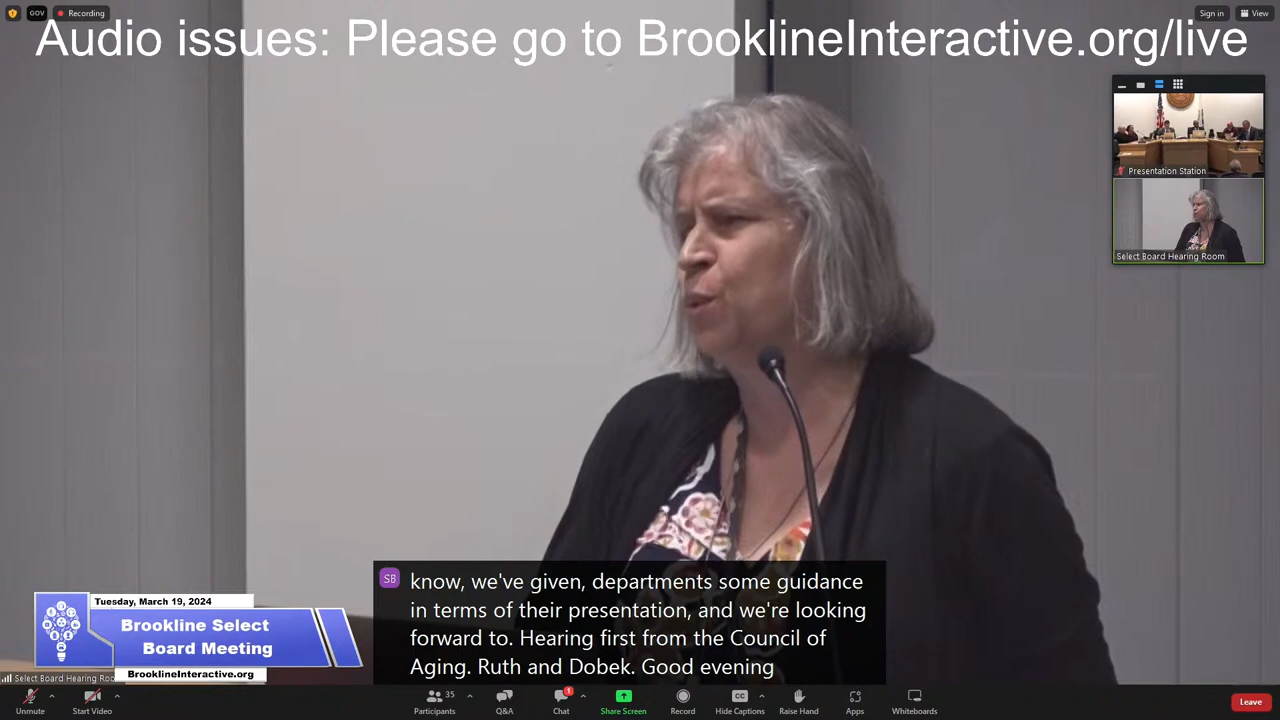 GOV
Recording
Sign in
View
Audio issues: Please go to BrooklineInteractive.org/live
Presentation Station
Select Board Hearing Room
SB
know, we've given, departments some guidance
in terms of their presentation, and we're looking
forward to. Hearing first from the Council of
Aging. Ruth and Dobek. Good evening
Tuesday, March 19, 2024
Brookline Select
Board Meeting
BrooklineInteractive.org
Select Board Hearing Roo
Unmute
Start Video
Participants
35
Q&A
Chat
1
Share Screen
Record
CC
Hide Captions
Raise Hand
Apps
Whiteboards
Leave